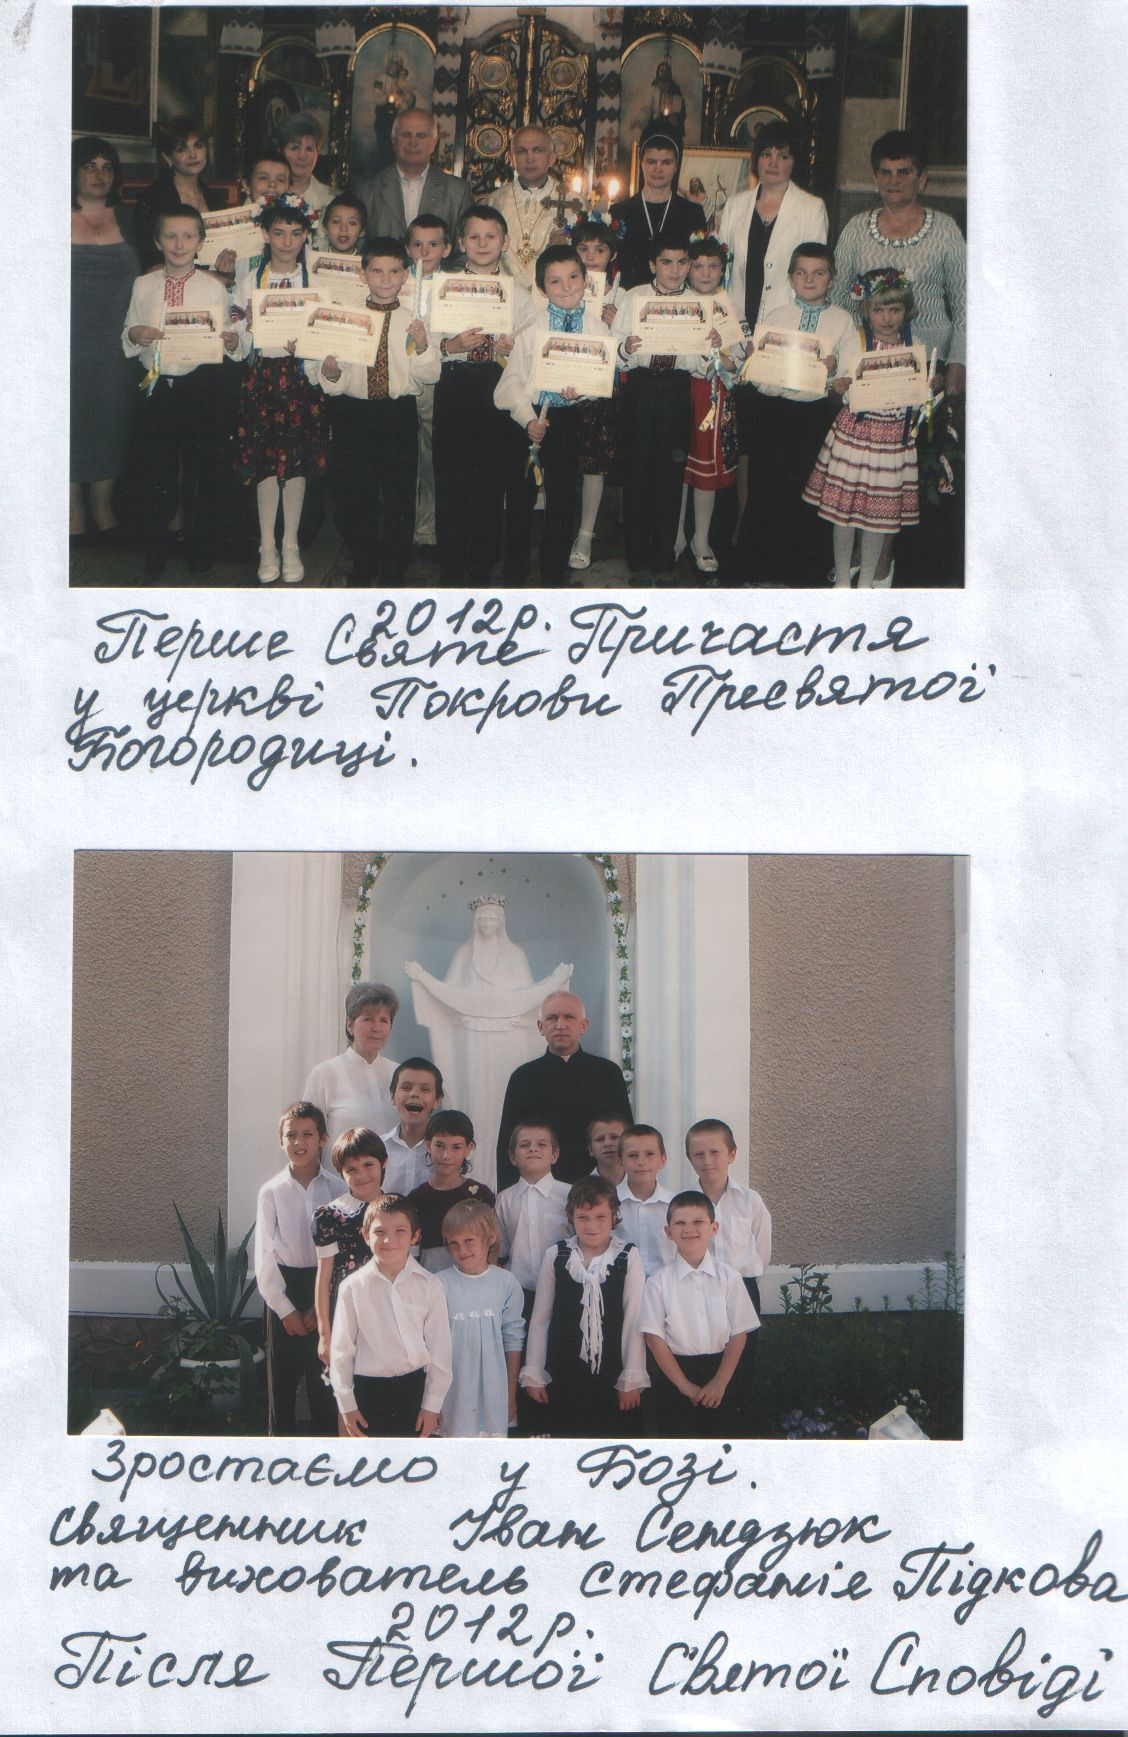 2012р.
Перше Святе Причастя
у церкві Покрови Пресвятої
Богородиці.
Зростаємо у Бозі.
священник Іван Сендзюк
та вихователь Стефанія Підкова
2012р.
Після Першої Святої Сповіді